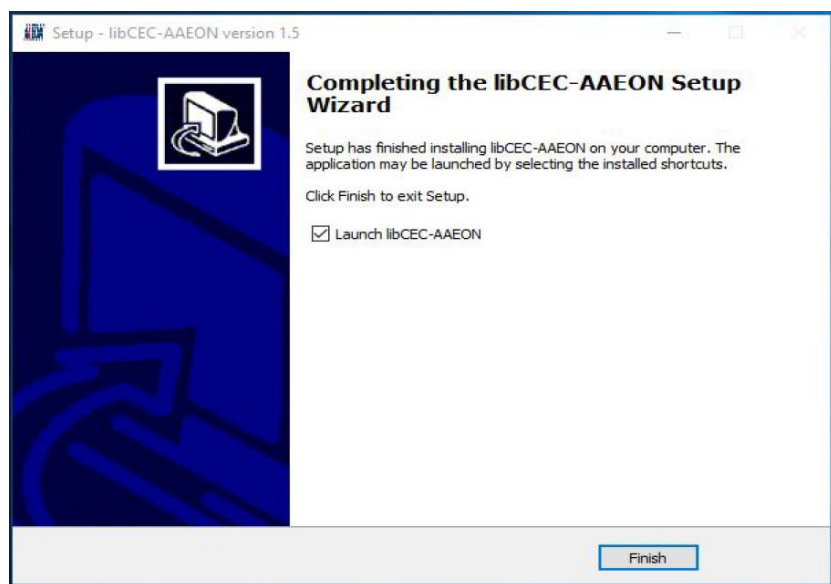 Setup - libCEC-AAEON version 1.5
Completing the libCEC-AAEON Setup
Wizard
Setup has finished installing libCEC-AAEON on your computer. The
application may be launched by selecting the installed shortcuts.
Click Finish to exit Setup.
Launch libCEC-AAEON
Finish